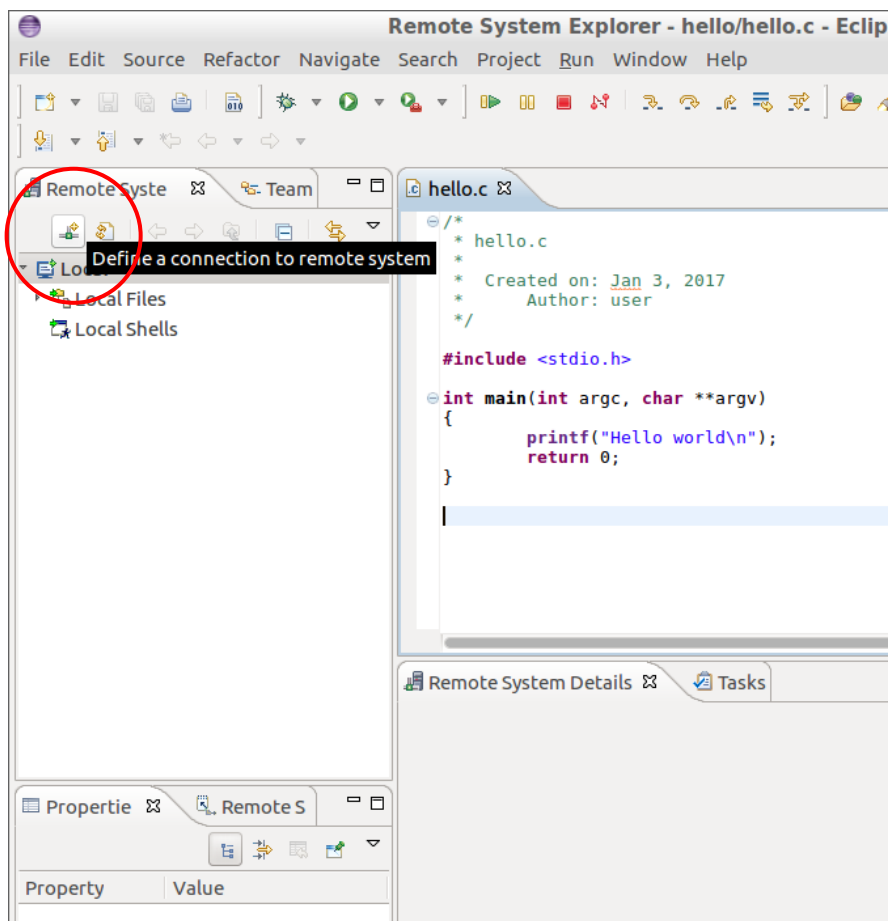 Remote System Explorer - hello/hello.c - Eclip
File Edit Source Refactor Navigate Search Project Run Window Help
Remote Syste
Team
Define a connection to remote system
Local Files
Local Shells
hello.c
/*
 * hello.c
 *
 *  Created on: Jan 3, 2017
 *      Author: user
 */
#include <stdio.h>
int main(int argc, char **argv)
{
        printf("Hello world\n");
        return 0;
}
Remote System Details
Tasks
Propertie
Remote S
Property Value